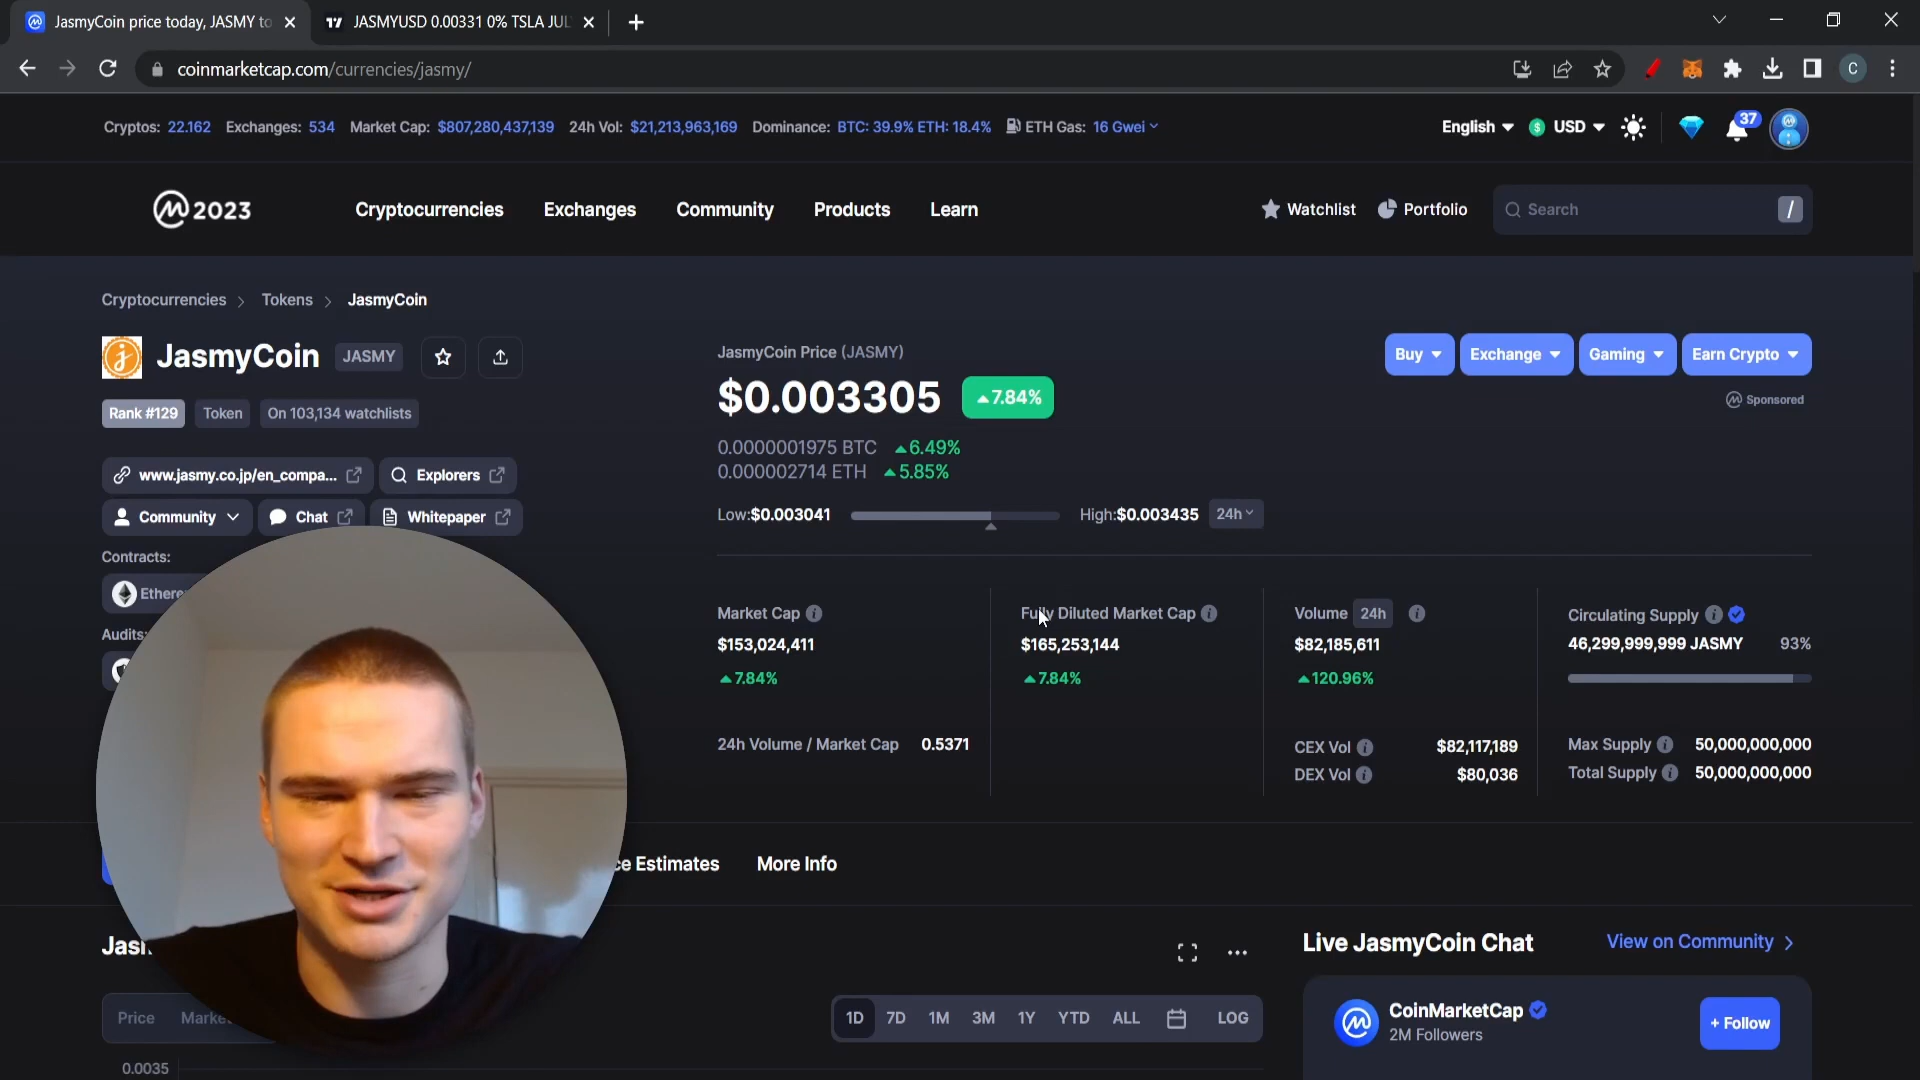 JasmyCoin price today, JASMY to
JASMYUSD 0.00331 0% TSLA JUL
coinmarketcap.com/currencies/jasmy/
C
Cryptos: 22.162 Exchanges: 534 Market Cap: $807,280,437,139 24h Vol: $21,213,963,169 Dominance: BTC: 39.9% ETH: 18.4% ETH Gas: 16 Gwei
English USD 37
2023 Cryptocurrencies Exchanges Community Products Learn Watchlist Portfolio Search /
Cryptocurrencies > Tokens > JasmyCoin
JasmyCoin JASMY
Rank #129 Token On 103,134 watchlists
www.jasmy.co.jp/en_compa... Explorers
Community Chat Whitepaper
Contracts:
Audits:
JasmyCoin Price (JASMY)
$0.003305 7.84%
0.0000001975 BTC 6.49%
0.000002714 ETH 5.85%
Low:$0.003041 High:$0.003435 24h
Buy Exchange Gaming Earn Crypto
Sponsored
Market Cap
$153,024,411
7.84%
24h Volume / Market Cap 0.5371
Fully Diluted Market Cap
$165,253,144
7.84%
Volume 24h
$82,185,611
120.96%
CEX Vol $82,117,189
DEX Vol $80,036
Circulating Supply
46,299,999,999 JASMY 93%
Max Supply 50,000,000,000
Total Supply 50,000,000,000
Estimates More Info
Price
1D 7D 1M 3M 1Y YTD ALL LOG
0.0035
Live JasmyCoin Chat View on Community >
CoinMarketCap
2M Followers
+ Follow